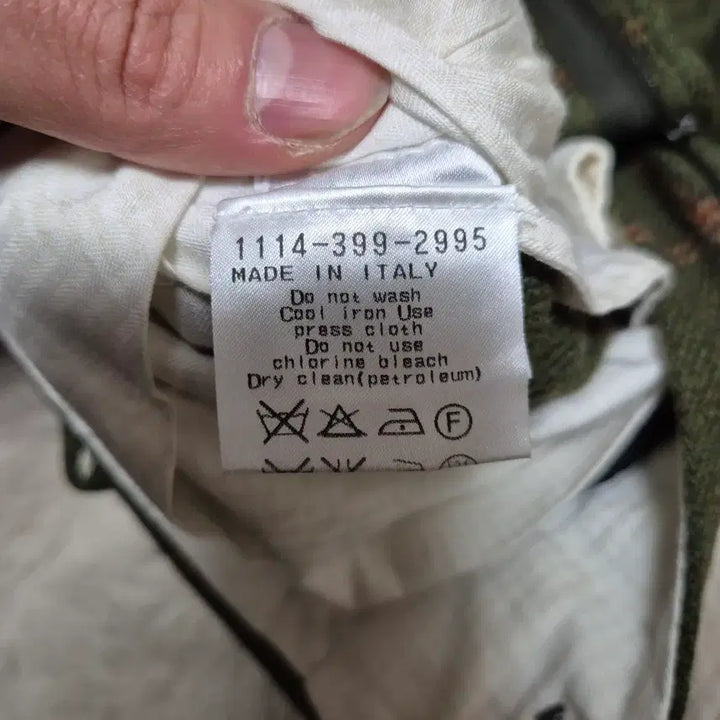 1114-399-2995
MADE IN ITALY
Do not wash
Cool iron Use
press cloth
Do not use
chlorine bleach
Dry clean(petroleum)
F